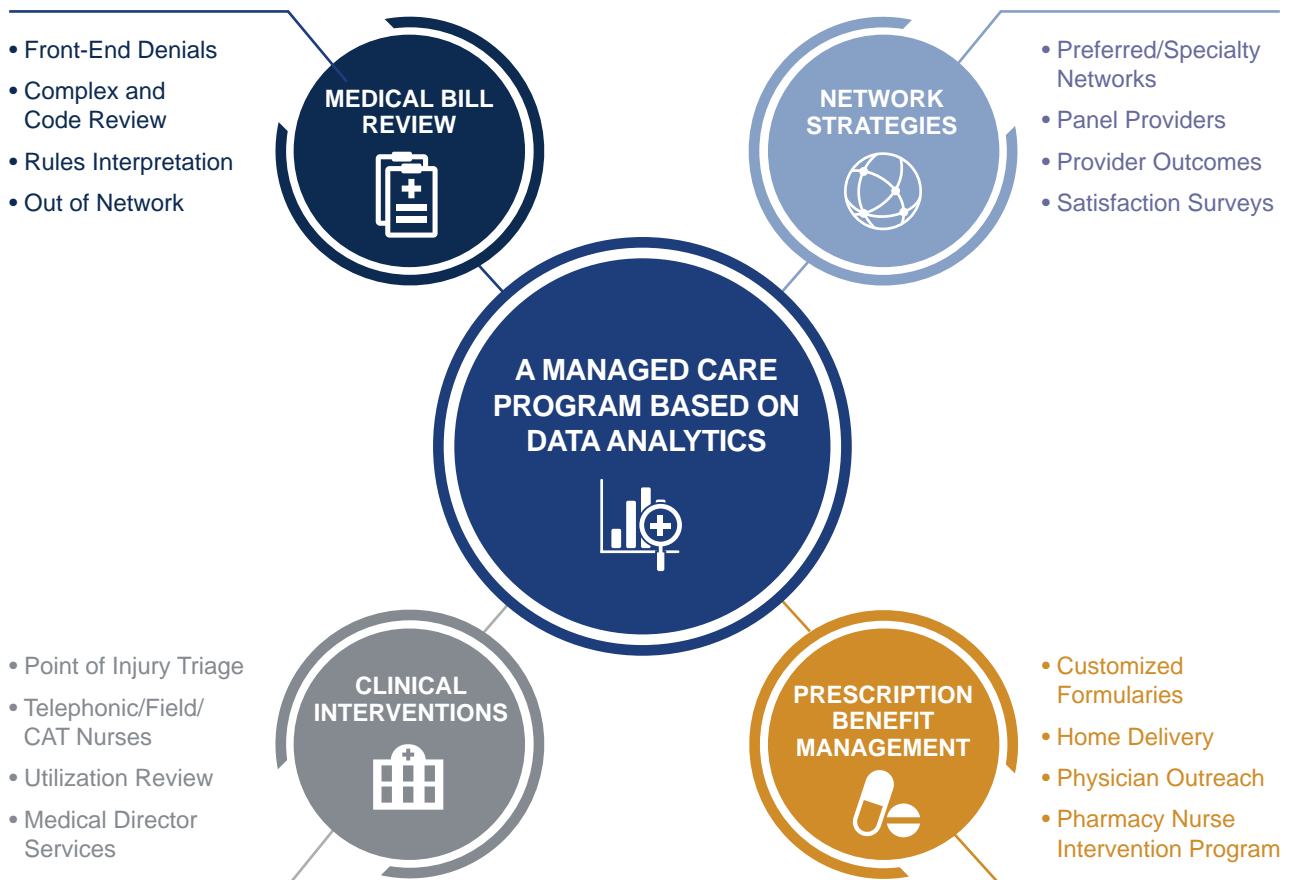 • Front-End Denials
• Complex and
Code Review
• Rules Interpretation
• Out of Network
MEDICAL BILL
REVIEW
NETWORK
STRATEGIES
• Preferred/Specialty
Networks
• Panel Providers
• Provider Outcomes
• Satisfaction Surveys
A MANAGED CARE
PROGRAM BASED ON
DATA ANALYTICS
• Point of Injury Triage
• Telephonic/Field/
CAT Nurses
• Utilization Review
• Medical Director
Services
CLINICAL
INTERVENTIONS
PRESCRIPTION
BENEFIT
MANAGEMENT
• Customized
Formularies
• Home Delivery
• Physician Outreach
• Pharmacy Nurse
Intervention Program